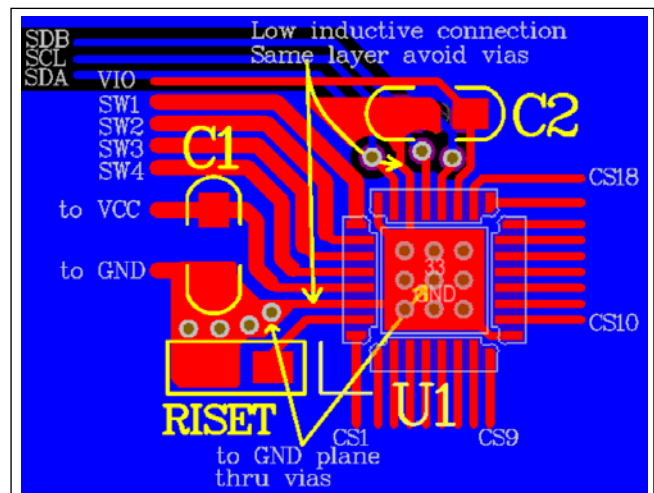 Low inductive connection
Same layer avoid vias
SDB
SCL
SDA
VIO
SW1
SW2
SW3
SW4
C1
C2
CS18
to VCC
to GND
33
GND
CS10
RISET
U1
CS1
CS9
to GND plane
thru vias